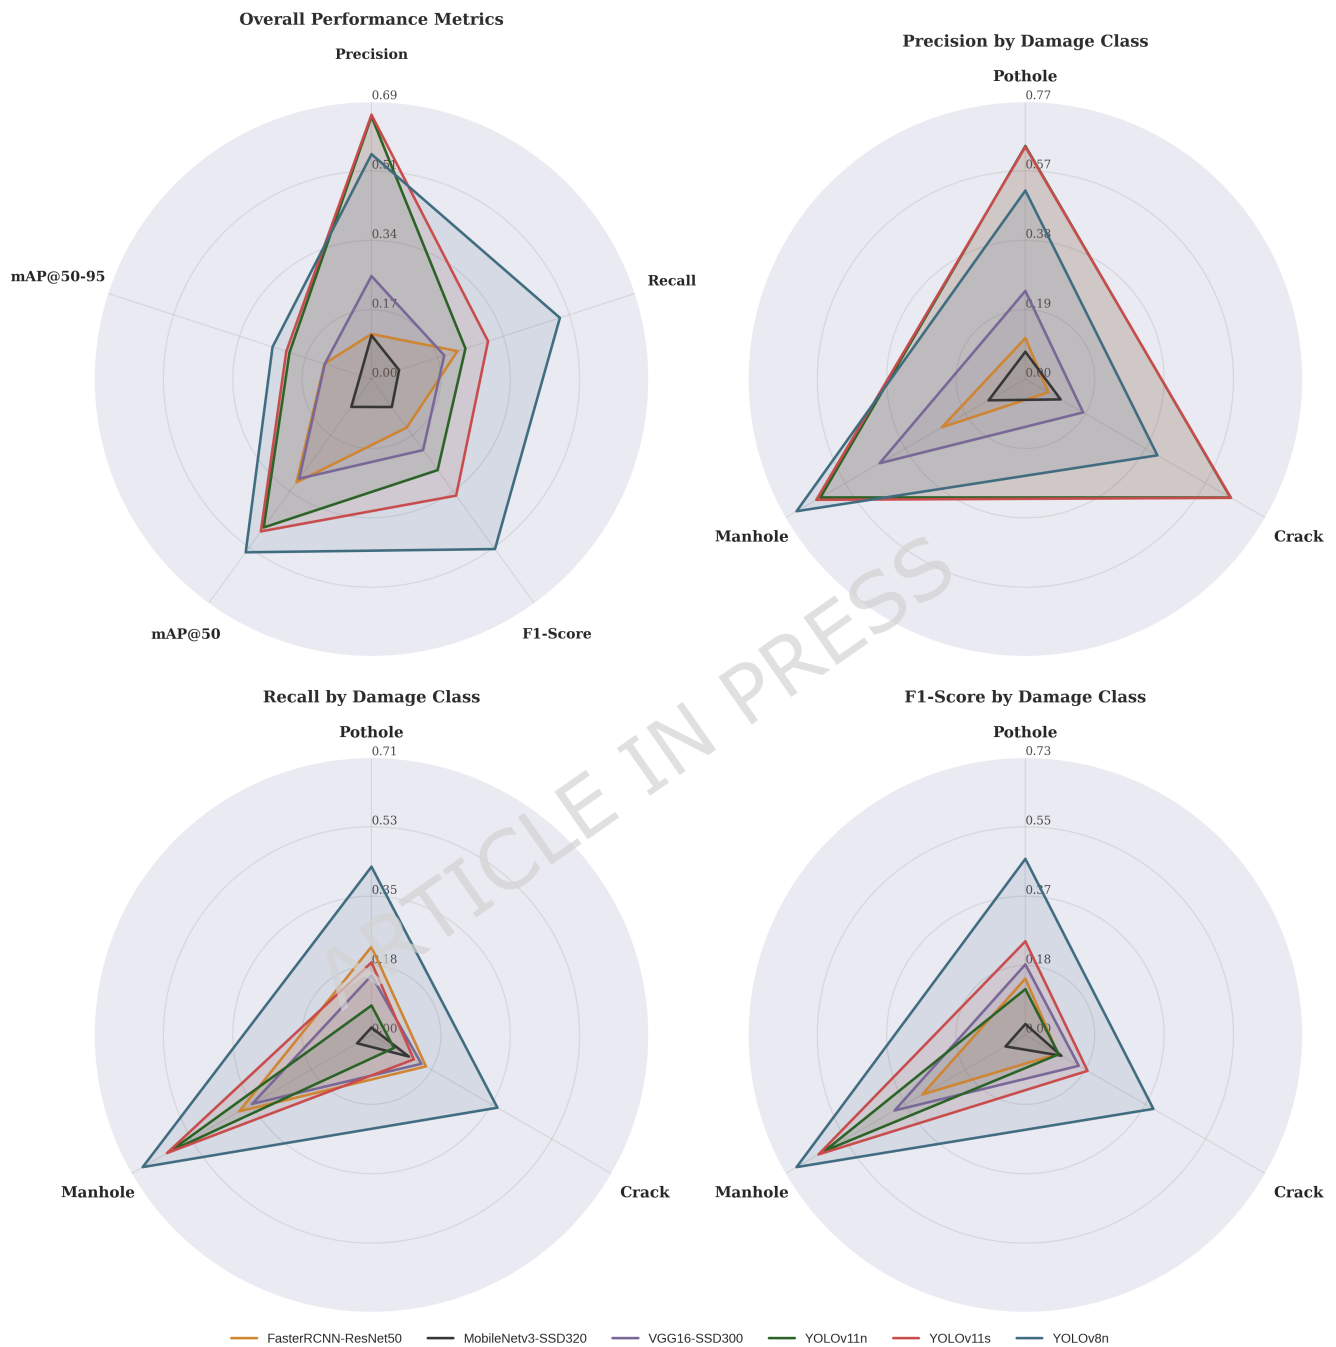 Overall Performance Metrics
Precision
0.69
0.51
0.34
0.17
0.00
Recall
F1-Score
mAP@50
mAP@50-95
Precision by Damage Class
Pothole
0.77
0.57
0.38
0.19
0.00
Manhole
Crack
Recall by Damage Class
Pothole
0.71
0.53
0.35
0.18
0.00
Manhole
Crack
F1-Score by Damage Class
Pothole
0.73
0.55
0.37
0.18
0.00
Manhole
Crack
ARTICLE IN PRESS
FasterRCNN-ResNet50 MobileNetv3-SSD320 VGG16-SSD300 YOLOv11n YOLOv11s YOLOv8n